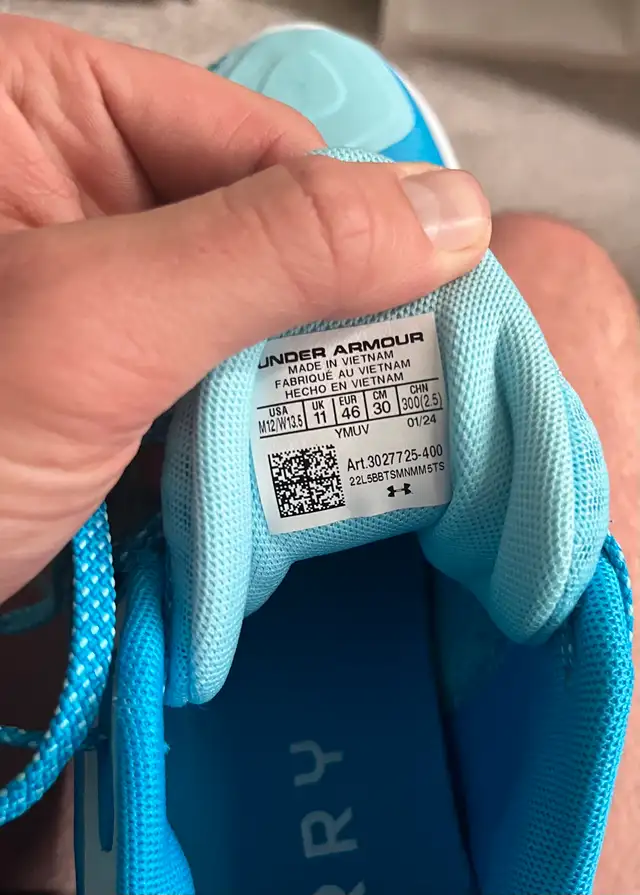 UNDER ARMOUR
MADE IN VIETNAM
FABRIQUÉ AU VIETNAM
HECHO EN VIETNAM
USA UK EUR CM CHN
M12/W13.5 11 46 30 300(2.5)
YMUV 01/24
Art.3027725-400
22L5BBTSMNMM5TS
RRY